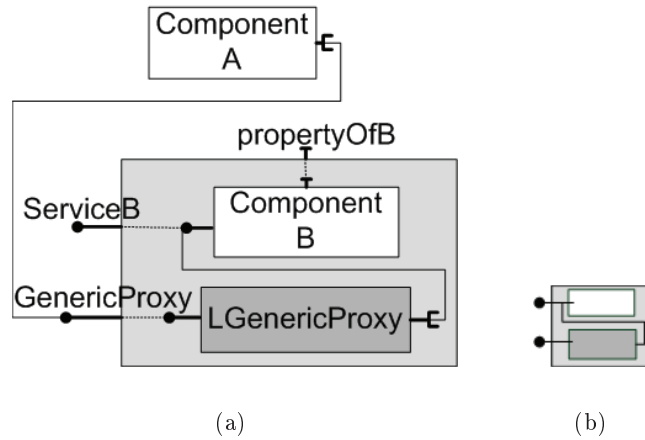 Component
A
propertyOfB
ServiceB
Component
B
GenericProxy
LGenericProxy
(a)
(b)